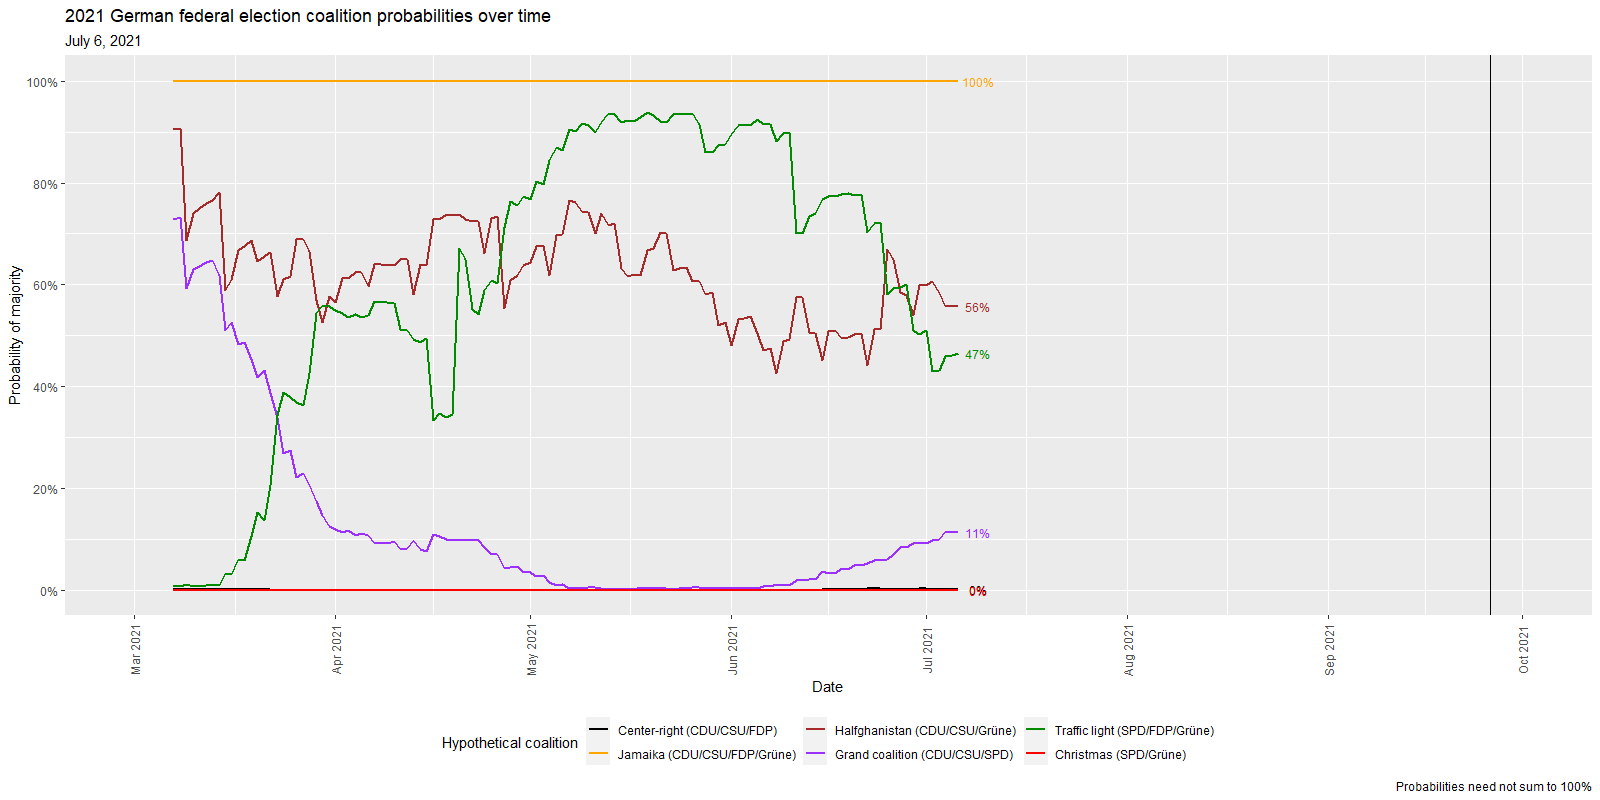 2021 German federal election coalition probabilities over time
July 6, 2021
Probability of majority
100%
80%
60%
40%
20%
0%
100%
56%
47%
11%
0%
Mar 2021
Apr 2021
May 2021
Jun 2021
Jul 2021
Aug 2021
Sep 2021
Oct 2021
Date
Hypothetical coalition
Center-right (CDU/CSU/FDP)
Halfghanistan (CDU/CSU/Grüne)
Traffic light (SPD/FDP/Grüne)
Jamaika (CDU/CSU/FDP/Grüne)
Grand coalition (CDU/CSU/SPD)
Christmas (SPD/Grüne)
Probabilities need not sum to 100%